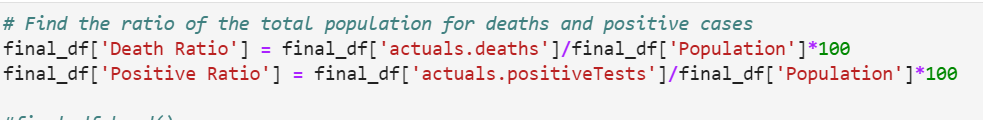 # Find the ratio of the total population for deaths and positive cases
final_df['Death Ratio'] = final_df['actuals.deaths']/final_df['Population']*100
final_df['Positive Ratio'] = final_df['actuals.positiveTests']/final_df['Population']*100